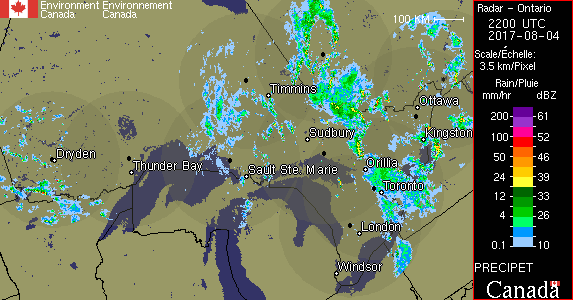 Environment Environnement
Canada Canada
100 KM
Timmins
Ottawa
Sudbury
Kingston
Dryden
Thunder Bay
Sault Ste. Marie
Orillia
Toronto
London
Windsor
Radar - Ontario
2200 UTC
2017-08-04
Scale/Échelle:
3.5 km/Pixel
Rain/Pluie
mm/hr dBZ
200 61
100 52
50 46
24 39
12 33
4 26
0.1 10
PRECIPET
Canada